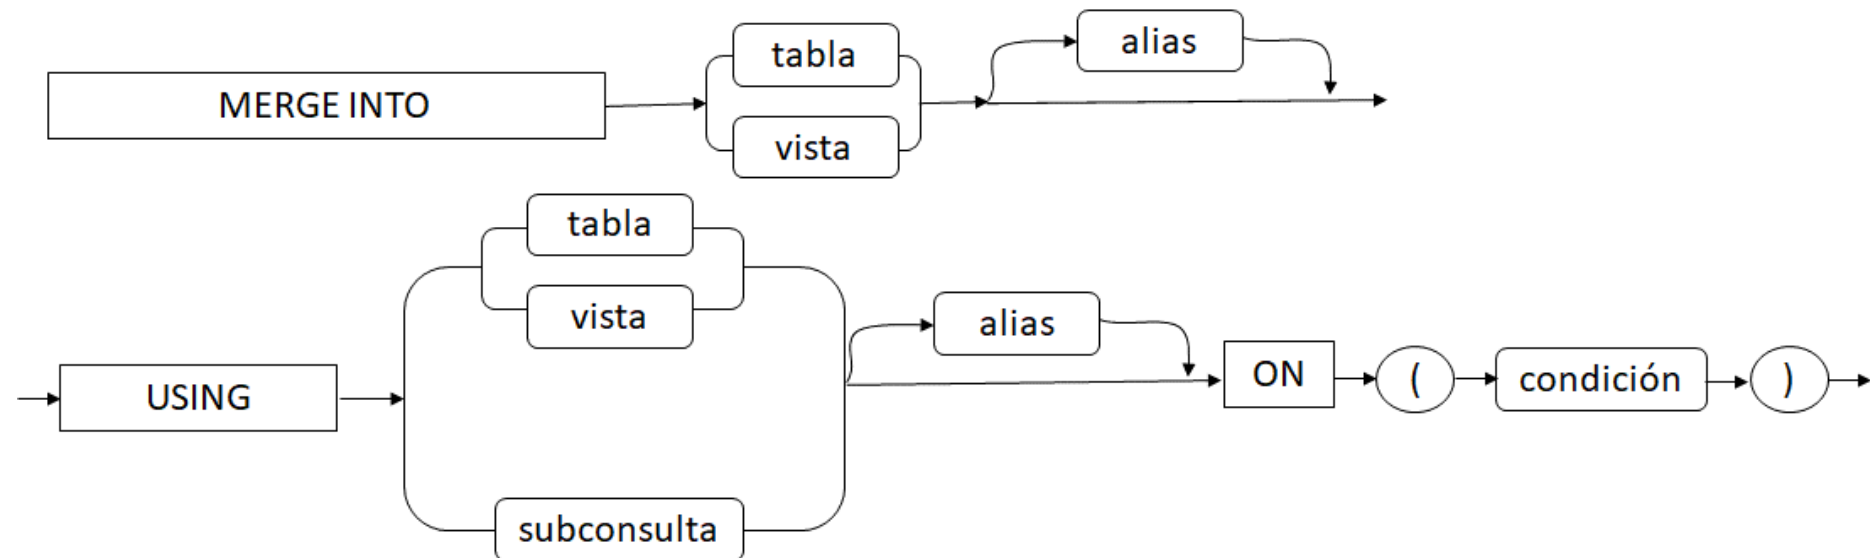 MERGE INTO
tabla
vista
alias
USING
tabla
vista
subconsulta
alias
ON
(
condición
)